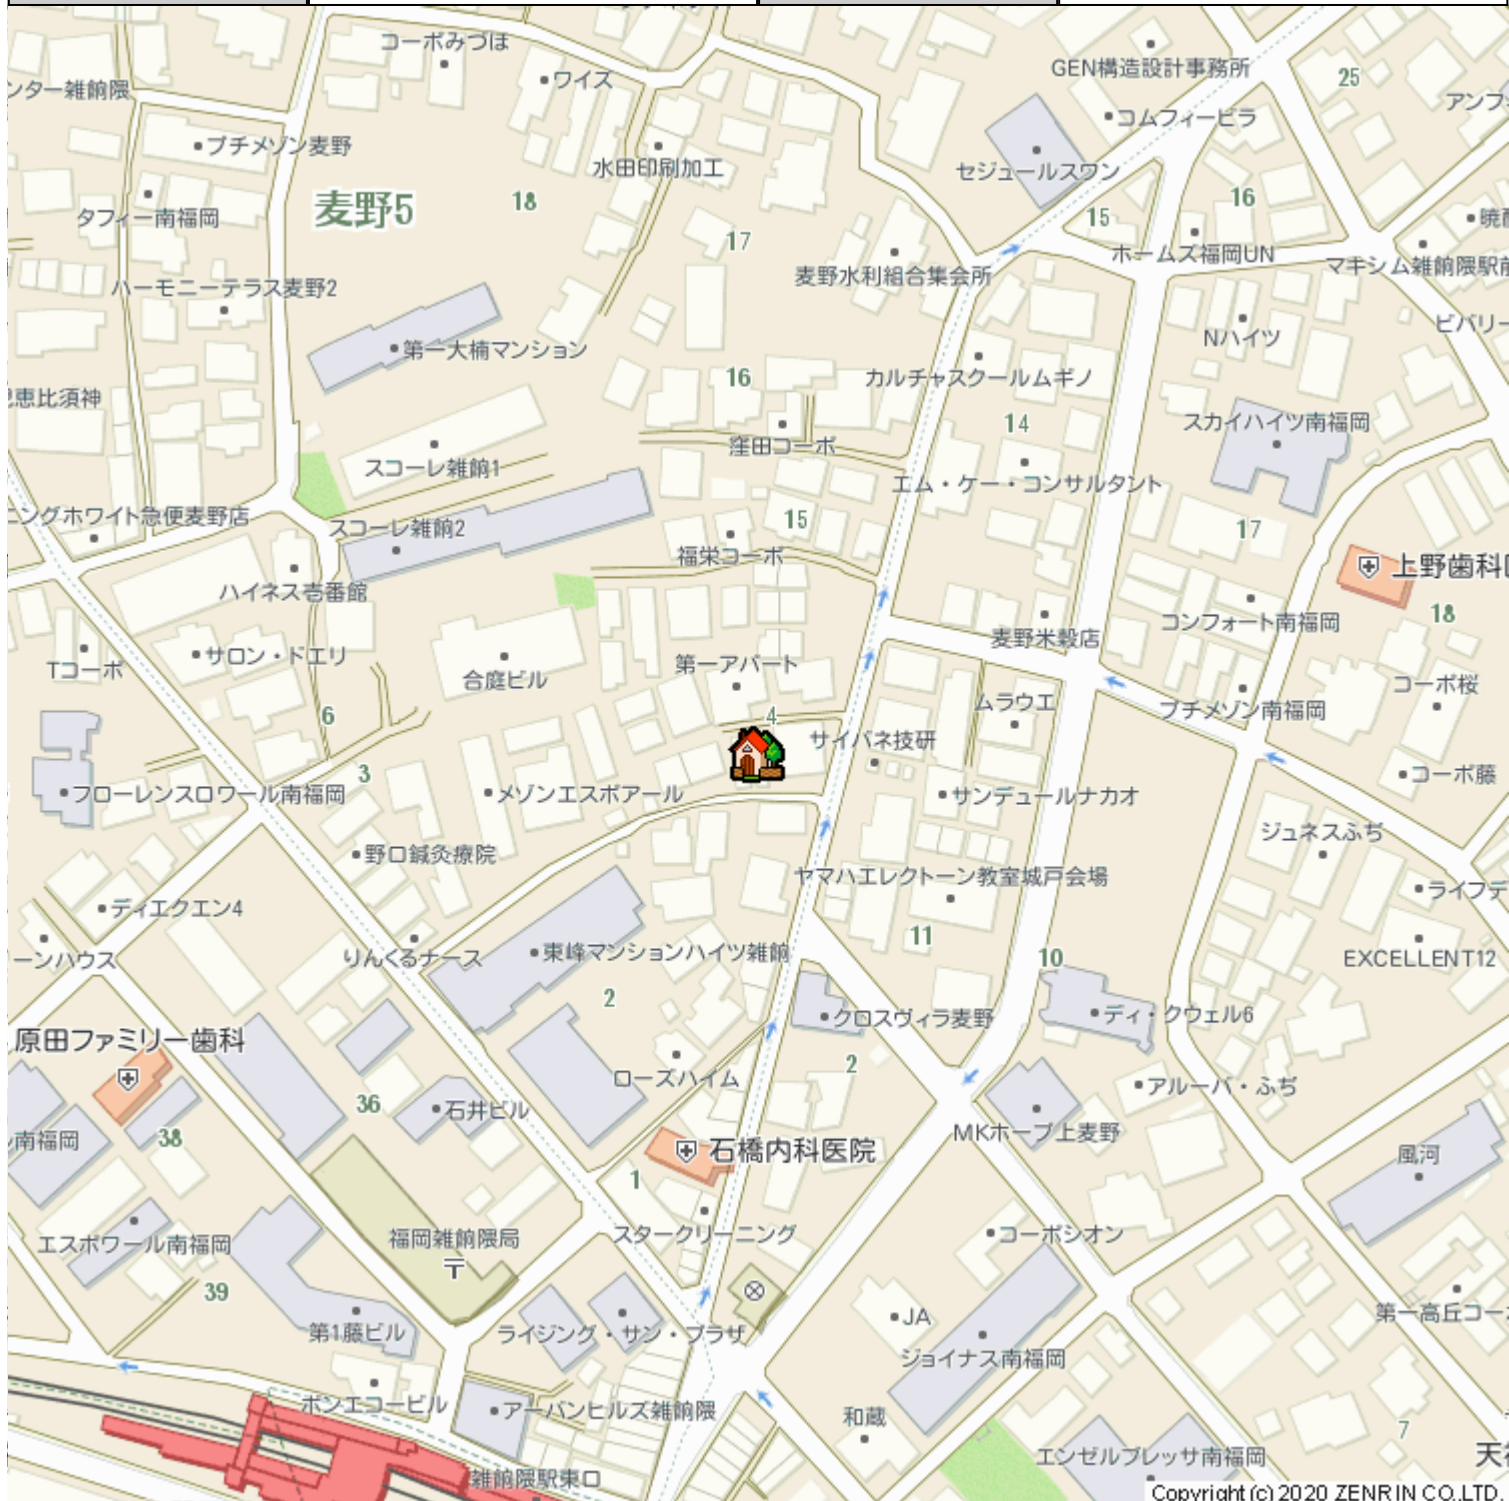 コーポみづほ
GEN構造設計事務所
25
ワイズ
ンター雑餉隈
アンフ
コムフィービラ
プチメゾン麦野
水田印刷加工
セジュールスワン
16
麦野5
18
15
タフィー南福岡
17
ホームズ福岡UN
マキシム雑餉隈駅前
麦野水利組合集会所
ハーモニーテラス麦野2
ビバリー
Nハイツ
第一大楠マンション
16
カルチャスクールムギノ
恵比須神
14
スカイハイツ南福岡
窪田コーポ
スコーレ雑餉1
エム・ケー・コンサルタント
ニングホワイト急便麦野店
15
スコーレ雑餉2
17
福栄コーポ
上野歯科医
ハイネス壱番館
18
コンフォート南福岡
麦野米穀店
Tコーポ
サロン・ドエリ
第一アパート
合庭ビル
コーポ桜
ムラウエ
プチメゾン南福岡
6
4
サイバネ技研
3
コーポ藤
フローレンスロワール南福岡
メゾンエスポアール
サンデュールナカオ
ジュネスふぢ
野口鍼灸療院
ヤマハエレクトーン教室城戸会場
ライフデ
ディエクエン4
11
りんくるナース
東峰マンションハイツ雑餉
10
EXCELLENT12
ーンハウス
2
クロスヴィラ麦野
ディ・クウェル6
原田ファミリー歯科
2
ローズハイム
アルーバ・ふぢ
36
石井ビル
MKホープ上麦野
南福岡
38
石橋内科医院
風河
1
福岡雑餉隈局
〒
スタークリーニング
コーポシオン
エスポワール南福岡
39
JA
第一高丘コー
第1藤ビル
ライジング・サン・プラザ
ジョイナス南福岡
ボンエコービル
アーバンヒルズ雑餉隈
和蔵
7
エンゼルプレッサ南福岡
天
雑餉隈駅東口
Copyright (c) 2020 ZENRIN CO.,LTD.